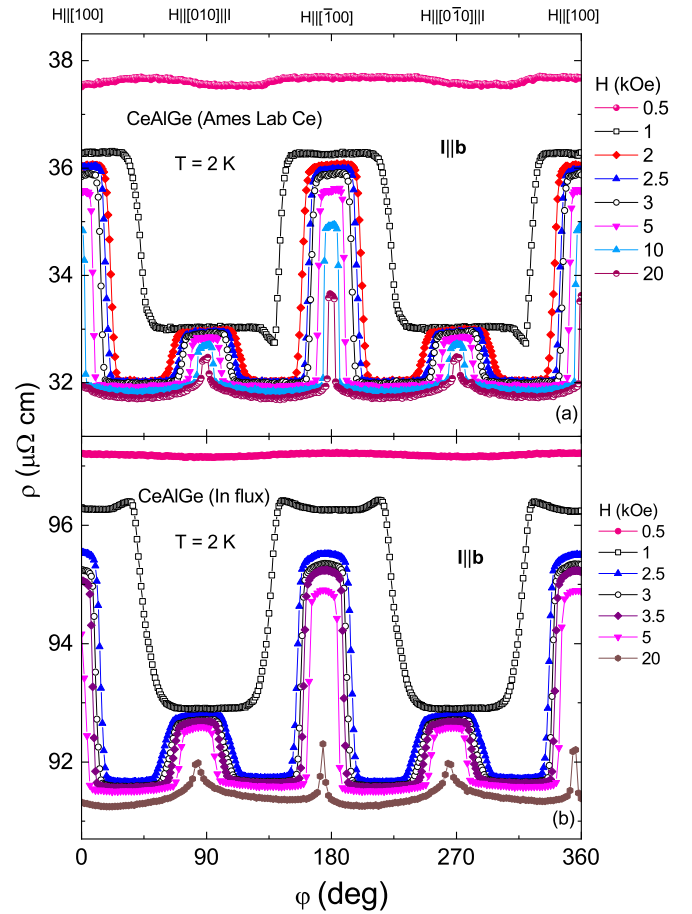 H||[100] H||[010]||I H||[1̅00] H||[01̅0]||I H||[100]
38
36
34
32
CeAlGe (Ames Lab Ce)
T = 2 K
I||b
(a)
H (kOe)
0.5
1
2
2.5
3
5
10
20
ρ (μΩ cm)
96
94
92
CeAlGe (In flux)
T = 2 K
I||b
(b)
H (kOe)
0.5
1
2.5
3
3.5
5
20
0 90 180 270 360
φ (deg)